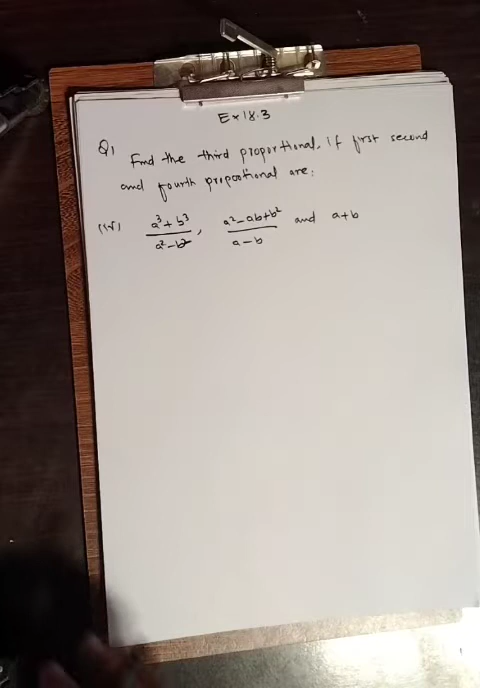 Ex 18.3
Q1 Find the third proportional, if first second
and fourth propootional are:
(iv) a³+b³/a²-b², a²-ab+b²/a-b and a+b